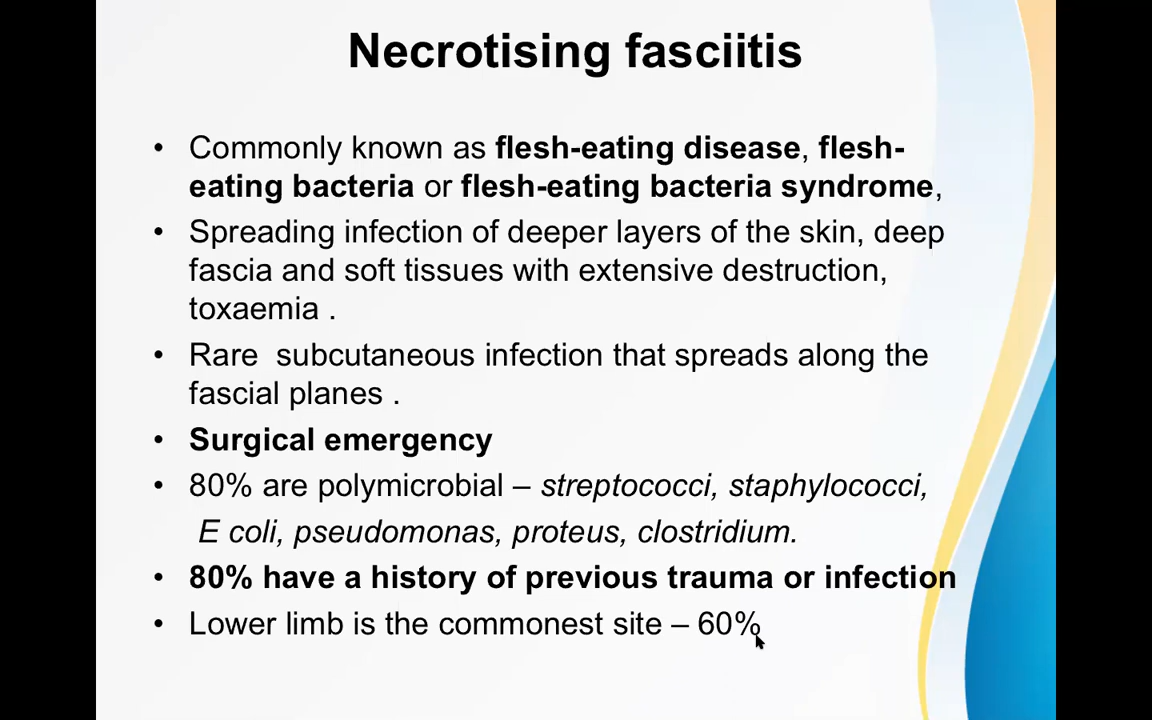 Necrotising fasciitis
• Commonly known as flesh-eating disease, flesh-
eating bacteria or flesh-eating bacteria syndrome,
• Spreading infection of deeper layers of the skin, deep
fascia and soft tissues with extensive destruction,
toxaemia .
• Rare  subcutaneous infection that spreads along the
fascial planes .
• Surgical emergency
• 80% are polymicrobial – streptococci, staphylococci,
E coli, pseudomonas, proteus, clostridium.
• 80% have a history of previous trauma or infection
• Lower limb is the commonest site – 60%